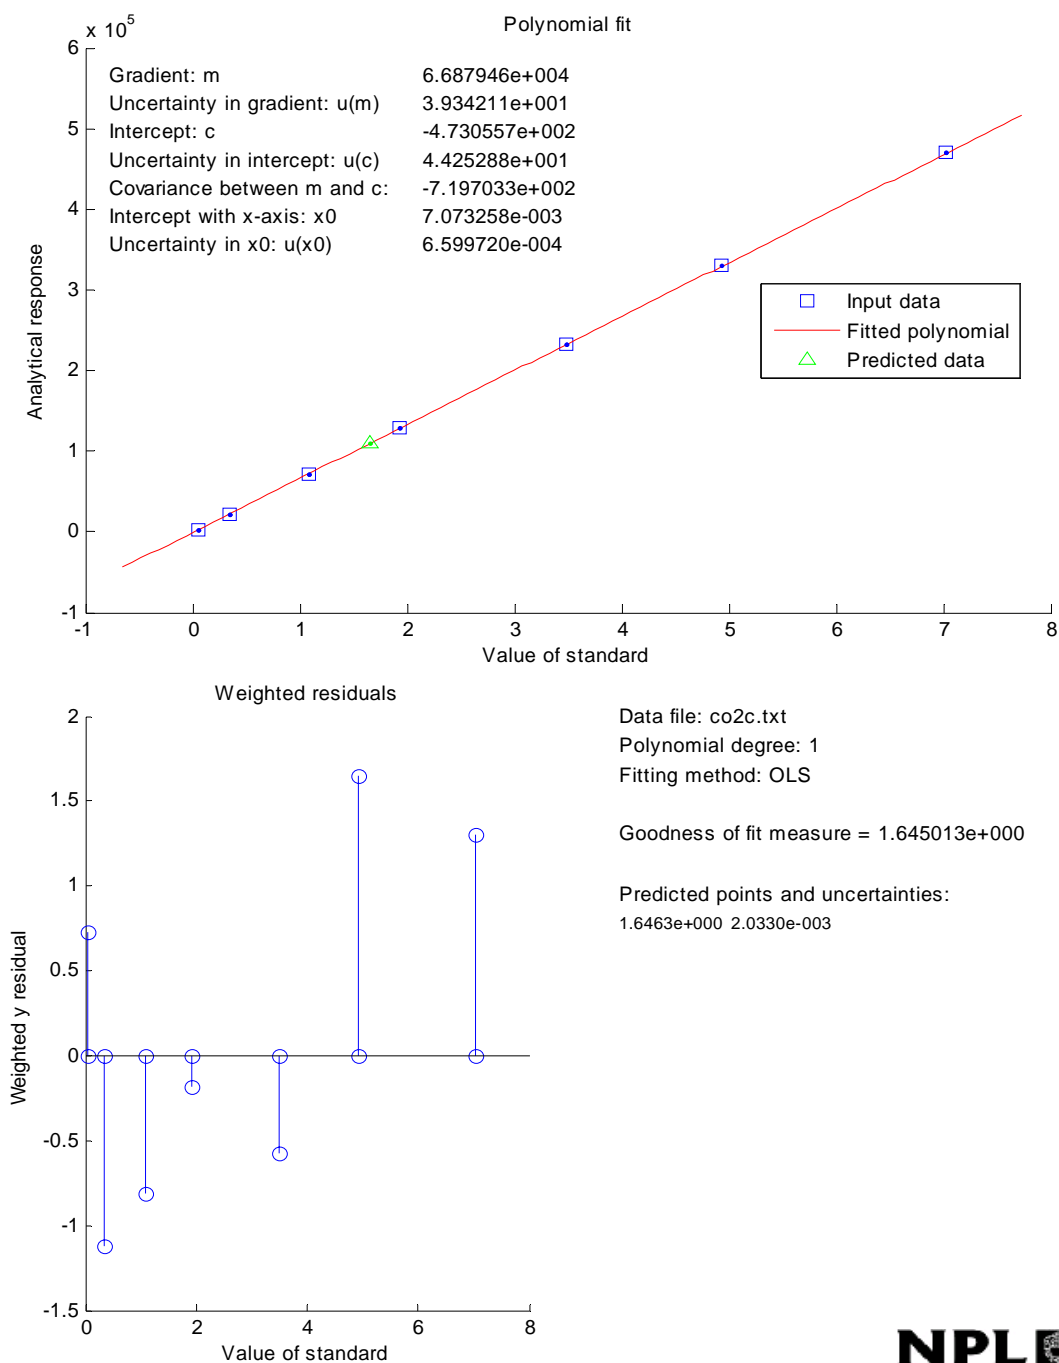 x 10^5
Polynomial fit
6
5
4
3
2
1
0
-1
Analytical response
Gradient: m 6.687946e+004
Uncertainty in gradient: u(m) 3.934211e+001
Intercept: c -4.730557e+002
Uncertainty in intercept: u(c) 4.425288e+001
Covariance between m and c: -7.197033e+002
Intercept with x-axis: x0 7.073258e-003
Uncertainty in x0: u(x0) 6.599720e-004
Input data
Fitted polynomial
Predicted data
-1 0 1 2 3 4 5 6 7 8
Value of standard
Weighted residuals
2
1.5
1
0.5
0
-0.5
-1
-1.5
Weighted y residual
0 2 4 6 8
Value of standard
Data file: co2c.txt
Polynomial degree: 1
Fitting method: OLS
Goodness of fit measure = 1.645013e+000
Predicted points and uncertainties:
1.6463e+000 2.0330e-003
NPL